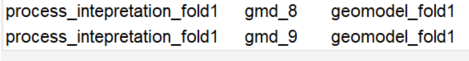 process_intepretation_fold1 gmd_8 geomodel_fold1
process_intepretation_fold1 gmd_9 geomodel_fold1